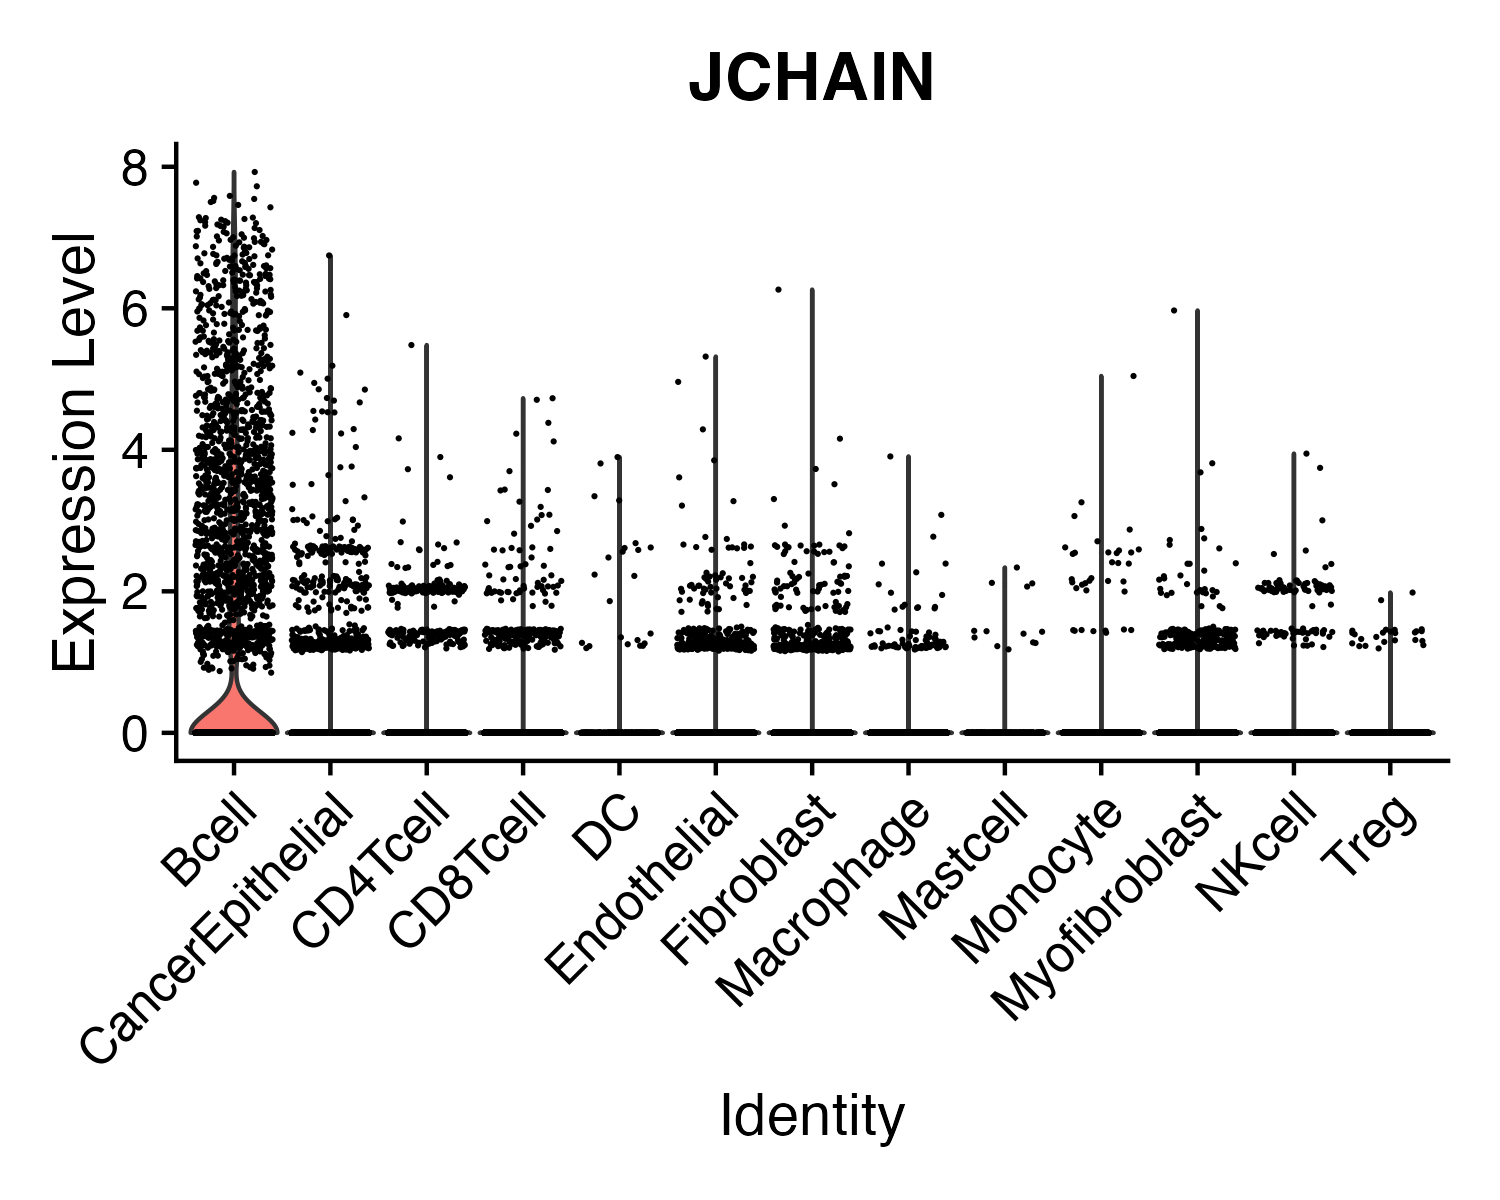 JCHAIN
Expression Level
8
6
4
2
0
Bcell
CancerEpithelial
CD4Tcell
CD8Tcell
DC
Endothelial
Fibroblast
Macrophage
Mastcell
Monocyte
Myofibroblast
NKcell
Treg
Identity